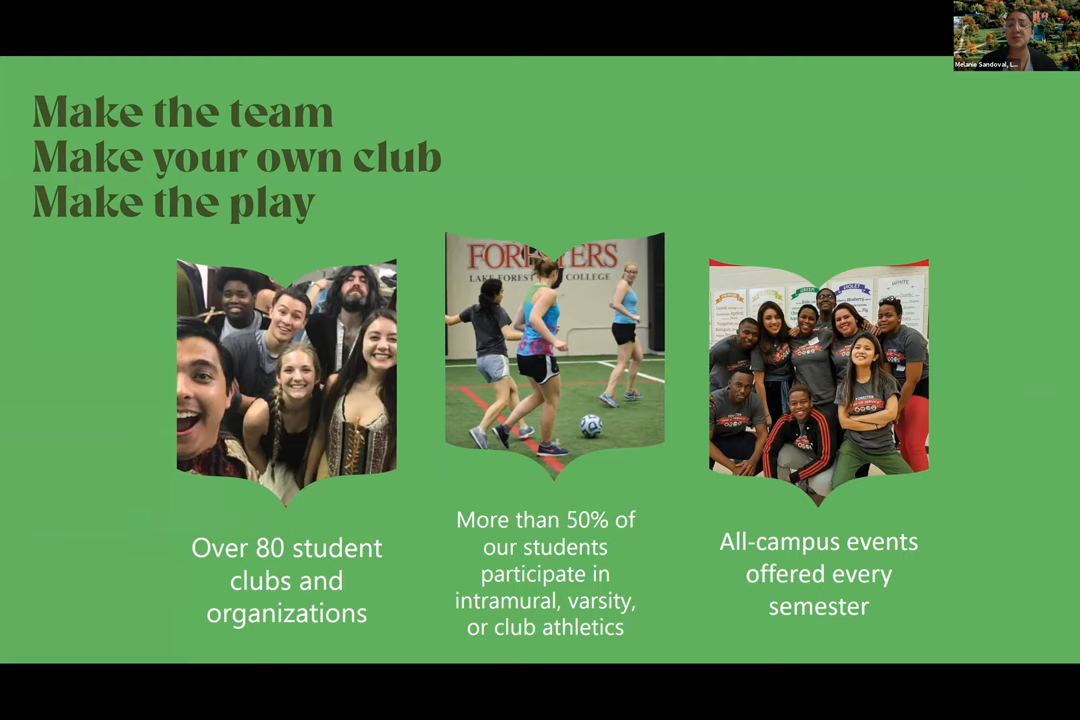 Melanie Sandoval, L...
Make the team
Make your own club
Make the play
FORESTERS
LAKE FOREST COLLEGE
VIOLET
WHITE
Over 80 student
clubs and
organizations
More than 50% of
our students
participate in
intramural, varsity,
or club athletics
All-campus events
offered every
semester